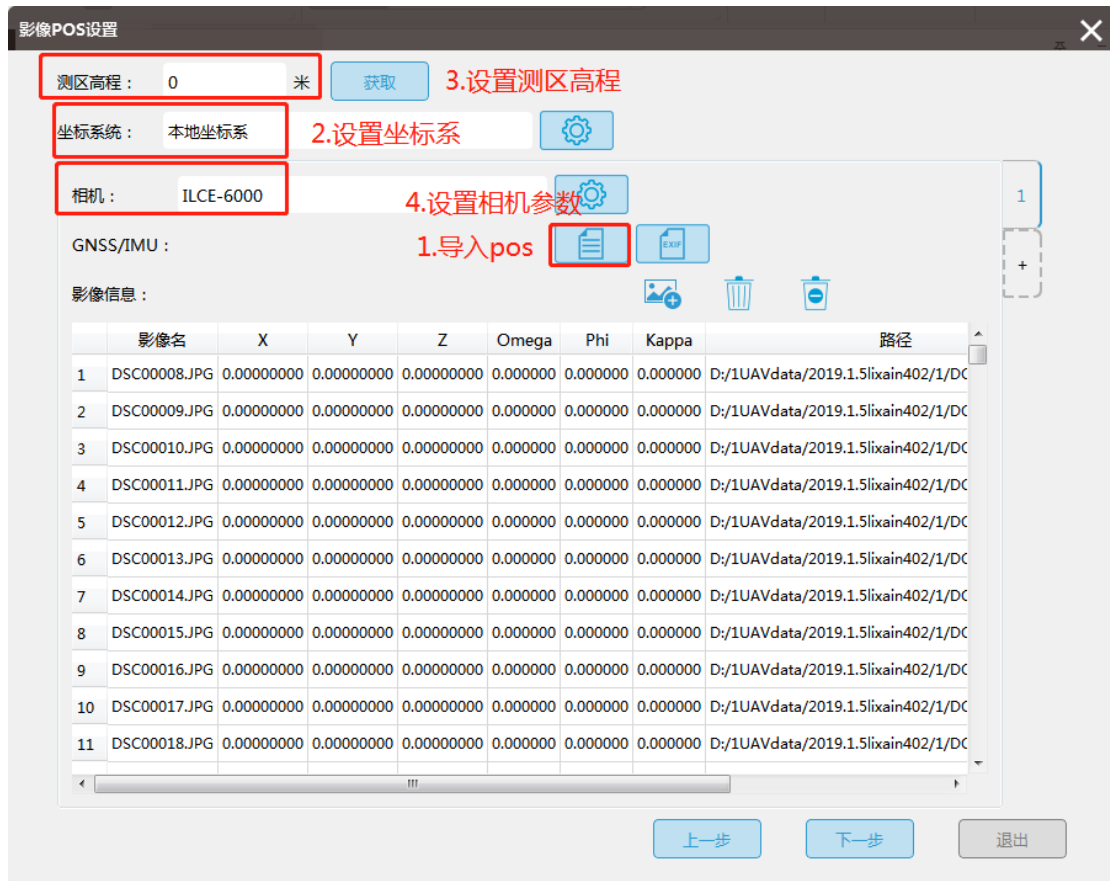 影像POS设置
测区高程： 0 米 获取 3.设置测区高程
坐标系统： 本地坐标系 2.设置坐标系
相机： ILCE-6000 4.设置相机参数 1
GNSS/IMU： 1.导入pos EXIF
+
影像信息：
影像名 X Y Z Omega Phi Kappa 路径
1 DSC00008.JPG 0.00000000 0.00000000 0.00000000 0.000000 0.000000 0.000000 D:/1UAVdata/2019.1.5lixain402/1/DC
2 DSC00009.JPG 0.00000000 0.00000000 0.00000000 0.000000 0.000000 0.000000 D:/1UAVdata/2019.1.5lixain402/1/DC
3 DSC00010.JPG 0.00000000 0.00000000 0.00000000 0.000000 0.000000 0.000000 D:/1UAVdata/2019.1.5lixain402/1/DC
4 DSC00011.JPG 0.00000000 0.00000000 0.00000000 0.000000 0.000000 0.000000 D:/1UAVdata/2019.1.5lixain402/1/DC
5 DSC00012.JPG 0.00000000 0.00000000 0.00000000 0.000000 0.000000 0.000000 D:/1UAVdata/2019.1.5lixain402/1/DC
6 DSC00013.JPG 0.00000000 0.00000000 0.00000000 0.000000 0.000000 0.000000 D:/1UAVdata/2019.1.5lixain402/1/DC
7 DSC00014.JPG 0.00000000 0.00000000 0.00000000 0.000000 0.000000 0.000000 D:/1UAVdata/2019.1.5lixain402/1/DC
8 DSC00015.JPG 0.00000000 0.00000000 0.00000000 0.000000 0.000000 0.000000 D:/1UAVdata/2019.1.5lixain402/1/DC
9 DSC00016.JPG 0.00000000 0.00000000 0.00000000 0.000000 0.000000 0.000000 D:/1UAVdata/2019.1.5lixain402/1/DC
10 DSC00017.JPG 0.00000000 0.00000000 0.00000000 0.000000 0.000000 0.000000 D:/1UAVdata/2019.1.5lixain402/1/DC
11 DSC00018.JPG 0.00000000 0.00000000 0.00000000 0.000000 0.000000 0.000000 D:/1UAVdata/2019.1.5lixain402/1/DC
上一步 下一步 退出